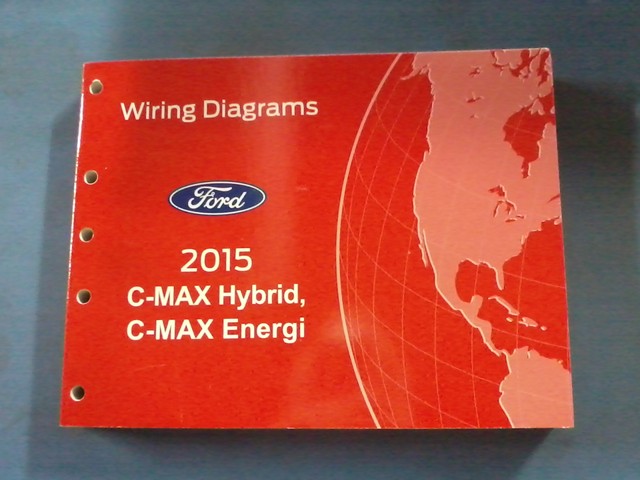 Wiring Diagrams
Ford
2015
C-MAX Hybrid,
C-MAX Energi